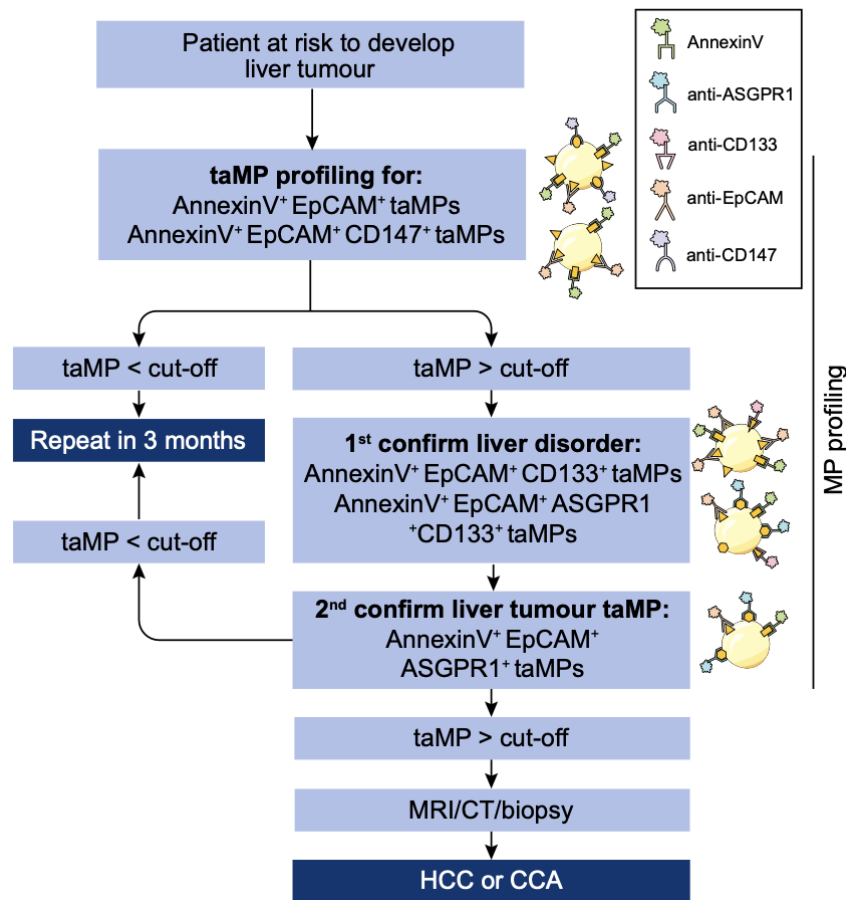 Patient at risk to develop
liver tumour
AnnexinV
anti-ASGPR1
anti-CD133
anti-EpCAM
anti-CD147
taMP profiling for:
AnnexinV⁺ EpCAM⁺ taMPs
AnnexinV⁺ EpCAM⁺ CD147⁺ taMPs
taMP < cut-off
taMP > cut-off
Repeat in 3 months
1st confirm liver disorder:
AnnexinV⁺ EpCAM⁺ CD133⁺ taMPs
AnnexinV⁺ EpCAM⁺ ASGPR1
⁺CD133⁺ taMPs
MP profiling
taMP < cut-off
2nd confirm liver tumour taMP:
AnnexinV⁺ EpCAM⁺
ASGPR1⁺ taMPs
taMP > cut-off
MRI/CT/biopsy
HCC or CCA